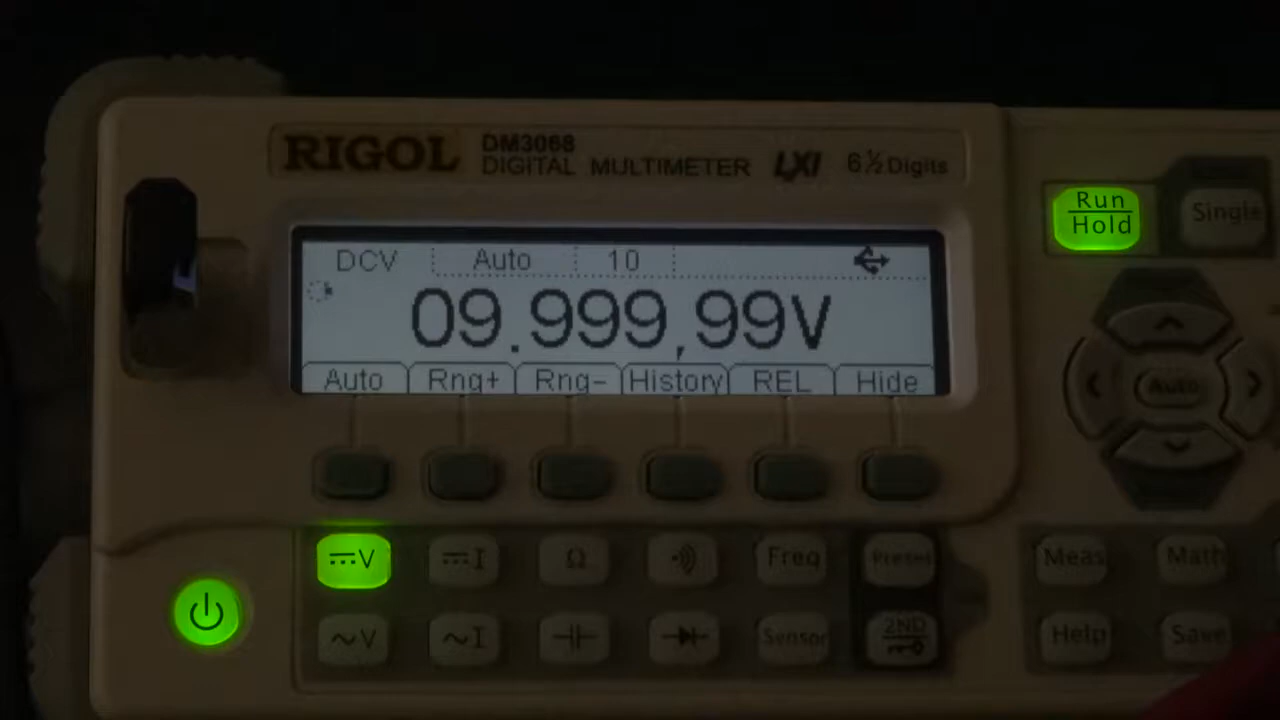 RIGOL
DM3068
DIGITAL MULTIMETER
LXI
6½ Digits
Run
Hold
Single
DCV Auto 10
09.999,99V
Auto Rng+ Rng- History REL Hide
Auto
⎓V ⎓I Ω Freq Preset
Meas Math
~V ~I Sensor 2ND
Help Save